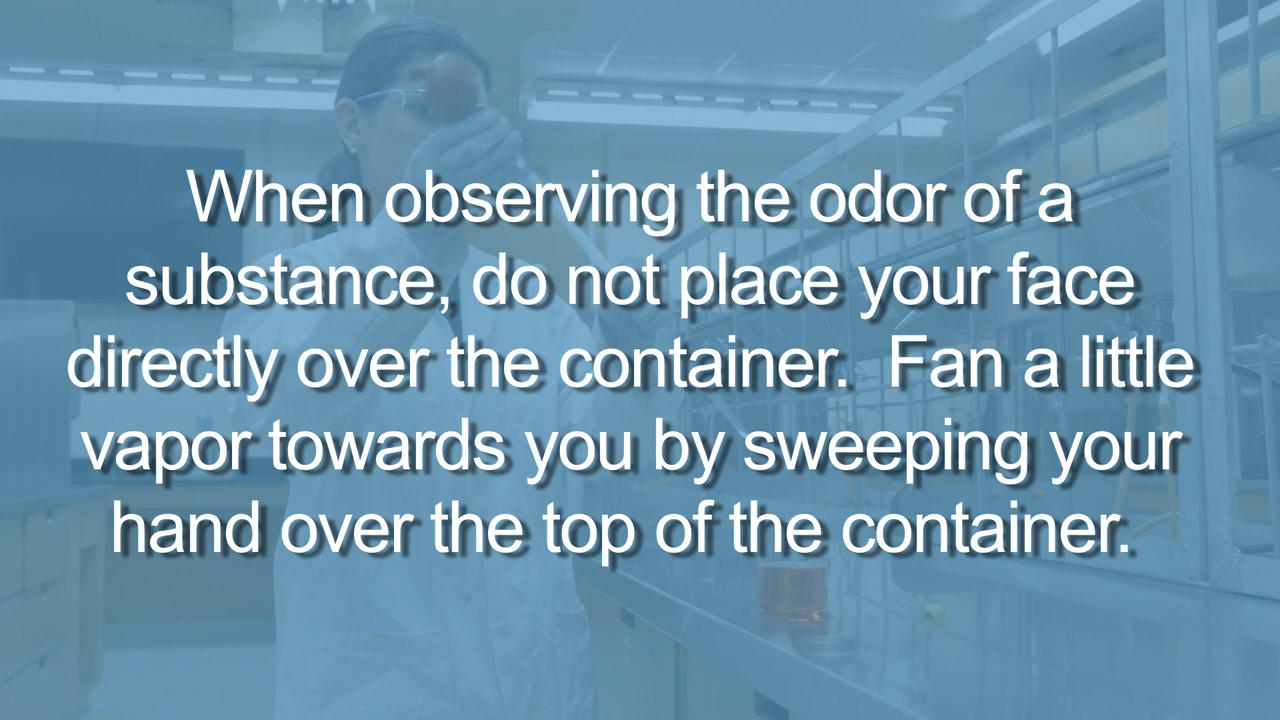 When observing the odor of a
substance, do not place your face
directly over the container.  Fan a little
vapor towards you by sweeping your
hand over the top of the container.